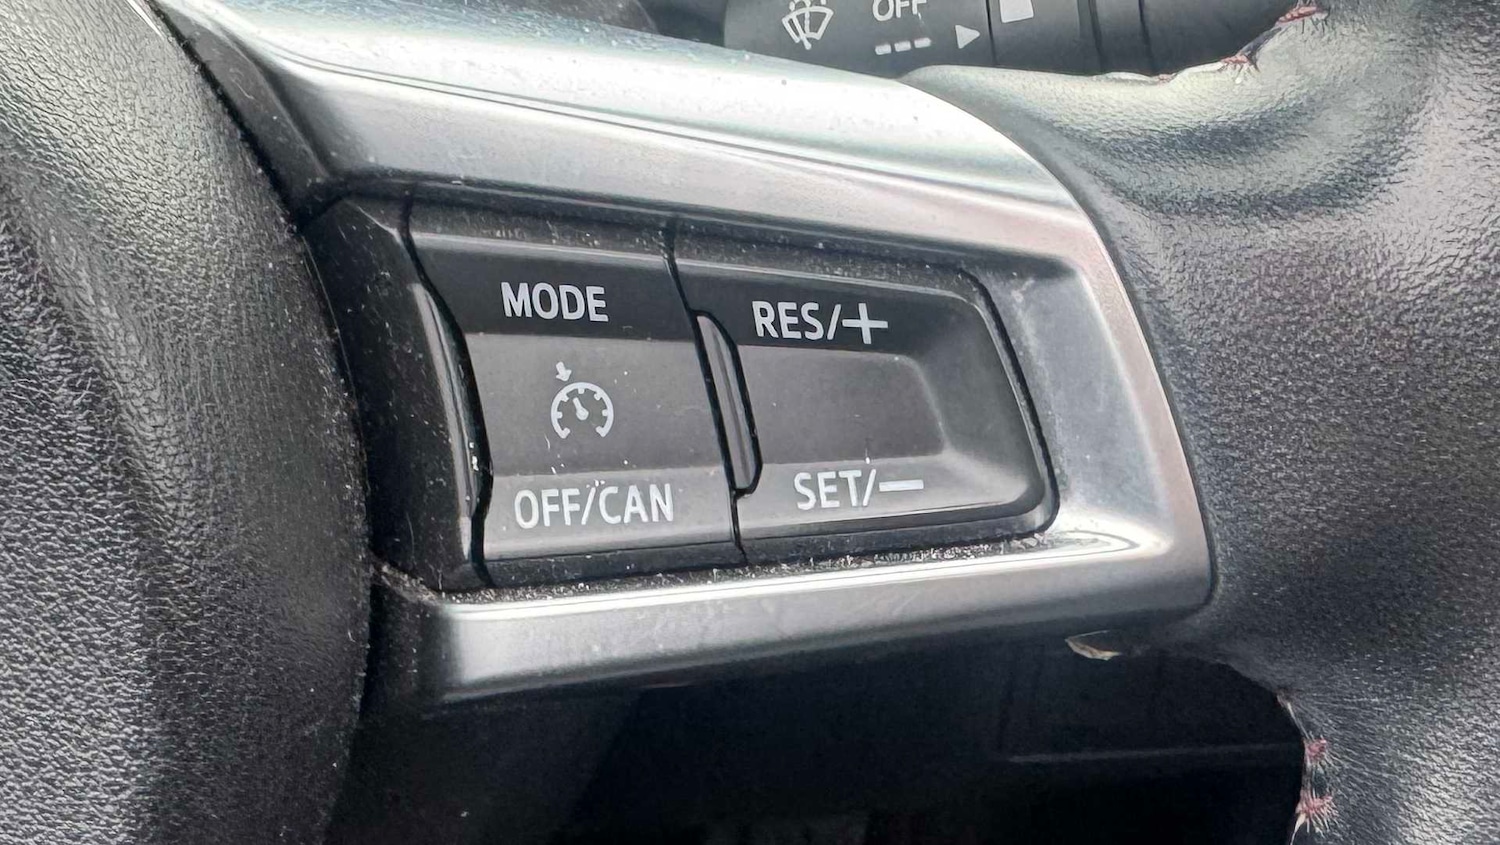 OFF
MODE
RES/+
OFF/CAN
SET/—